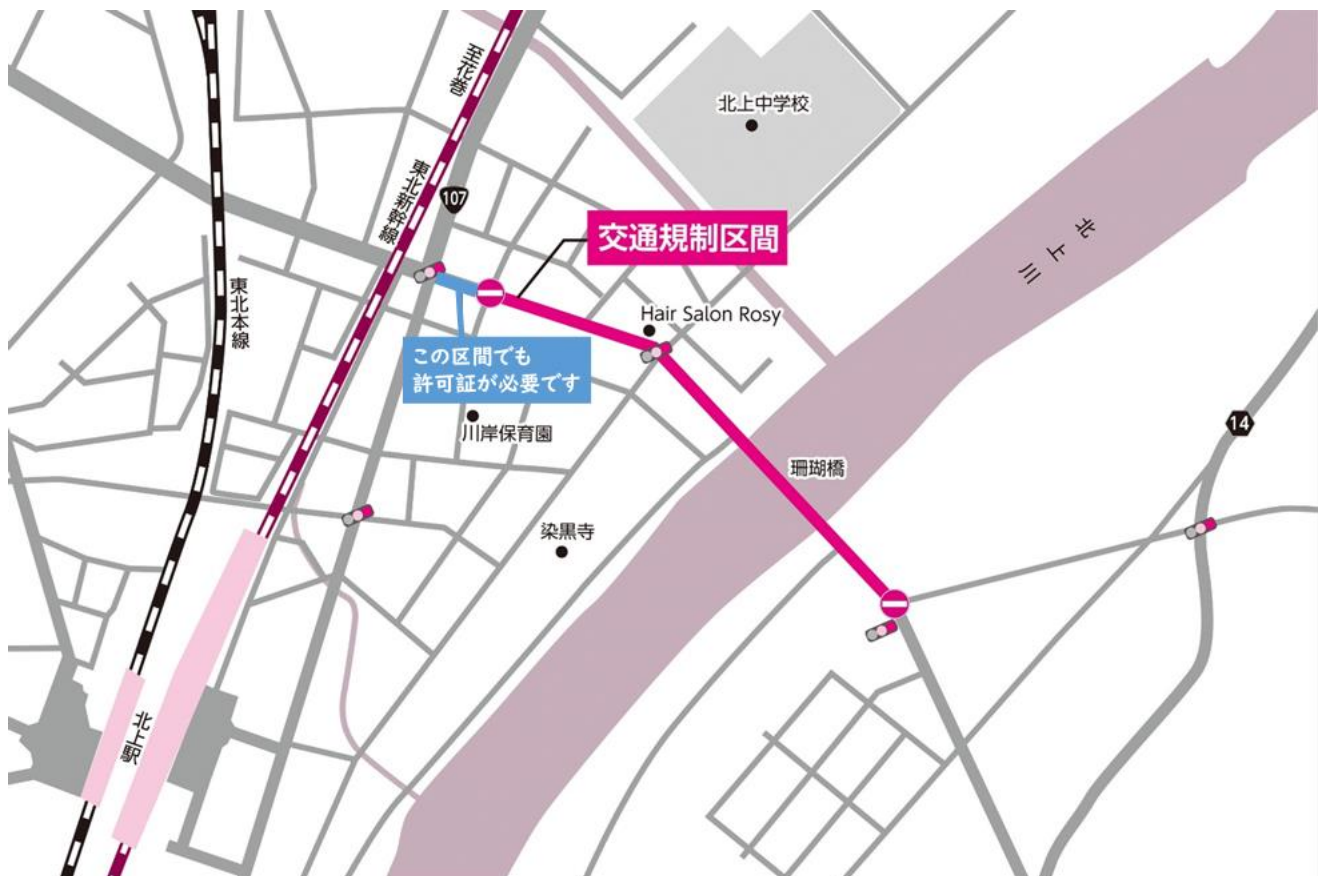 至花巻
北上中学校
東北新幹線
107
交通規制区間
北上川
東北本線
Hair Salon Rosy
この区間でも
許可証が必要です
川岸保育園
14
珊瑚橋
染黒寺
北上駅